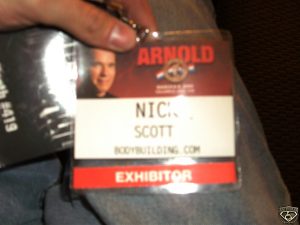 ARNOLD
NICK
SCOTT
BODYBUILDING.COM
EXHIBITOR
#419